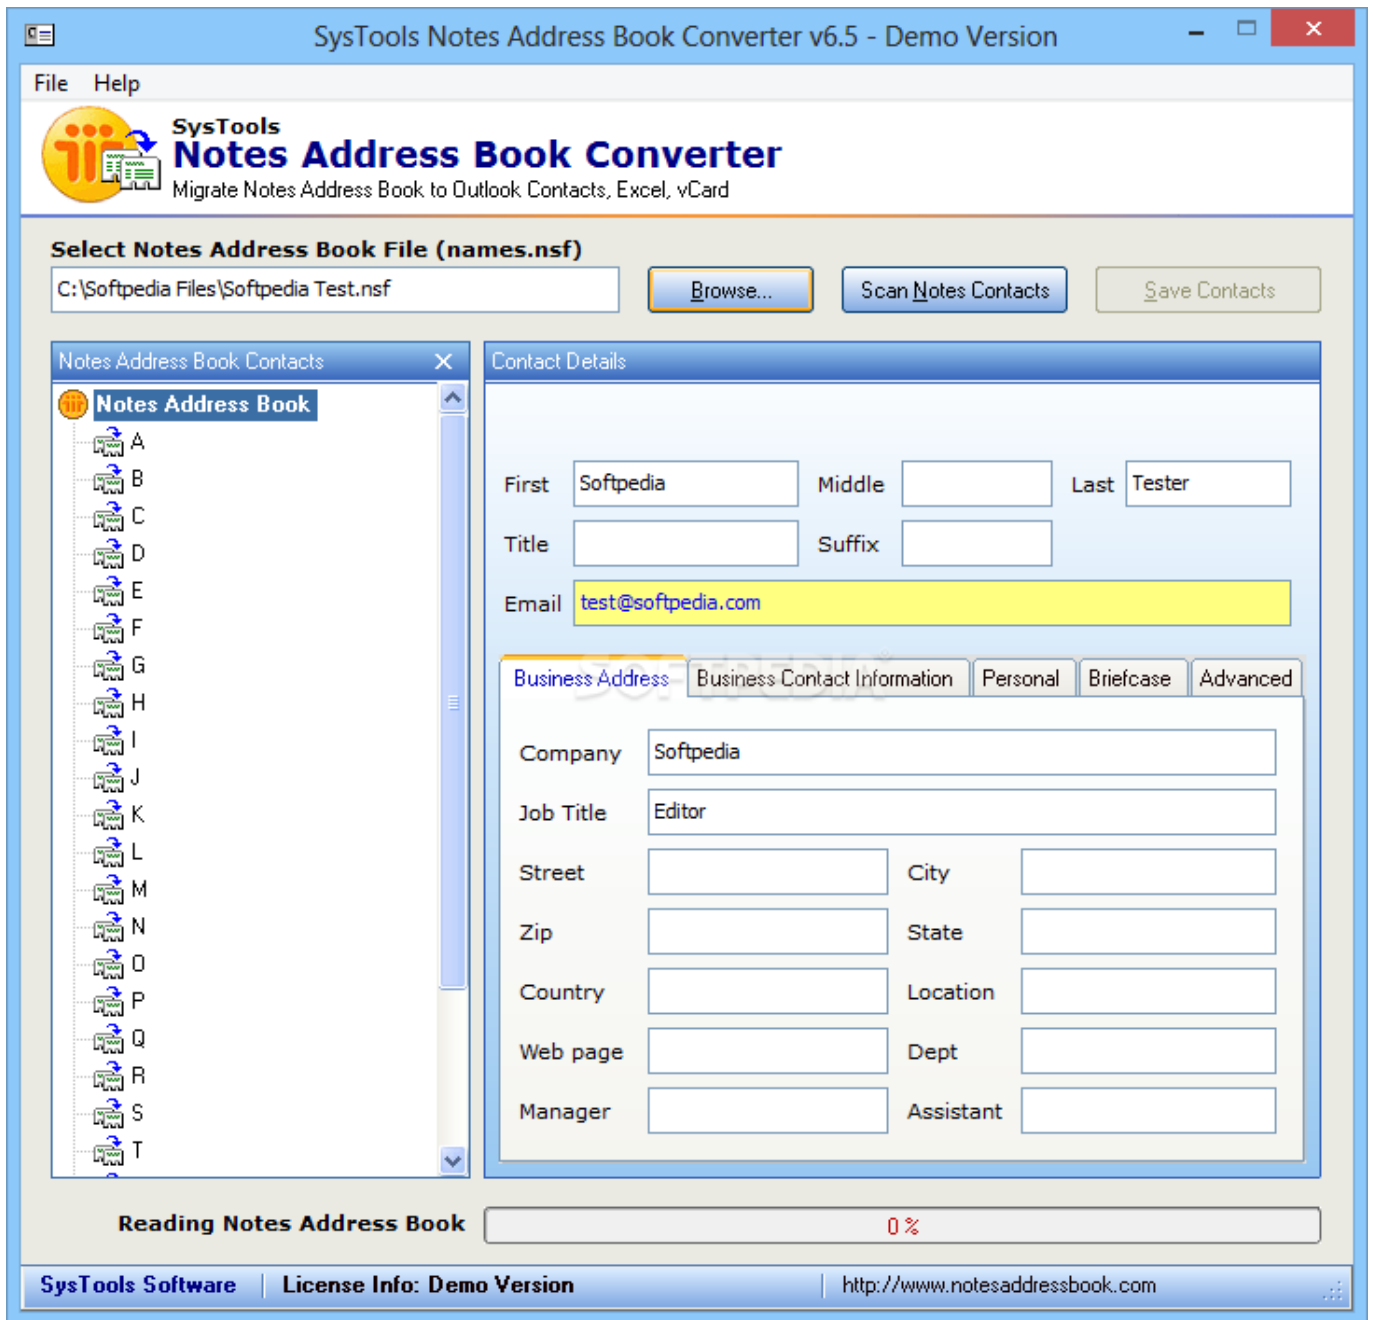 SysTools Notes Address Book Converter v6.5 - Demo Version
File Help
SysTools
Notes Address Book Converter
Migrate Notes Address Book to Outlook Contacts, Excel, vCard
Select Notes Address Book File (names.nsf)
C:\Softpedia Files\Softpedia Test.nsf Browse... Scan Notes Contacts Save Contacts
Notes Address Book Contacts
Notes Address Book
A
B
C
D
E
F
G
H
I
J
K
L
M
N
O
P
Q
R
S
T
Contact Details
First Softpedia Middle Last Tester
Title Suffix
Email test@softpedia.com
SOFTPEDIA
Business Address Business Contact Information Personal Briefcase Advanced
Company Softpedia
Job Title Editor
Street City
Zip State
Country Location
Web page Dept
Manager Assistant
Reading Notes Address Book 0 %
SysTools Software License Info: Demo Version http://www.notesaddressbook.com